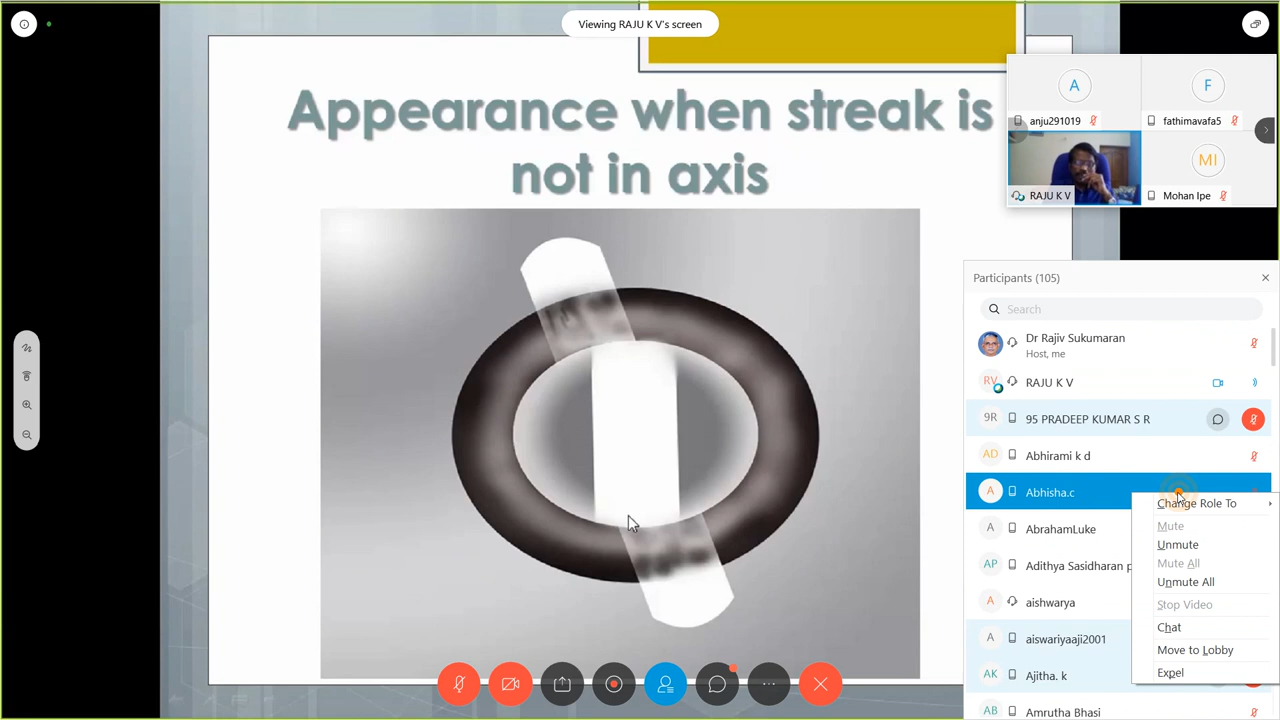 Viewing RAJU K V's screen
Appearance when streak is
not in axis
A
anju291019
F
fathimavafa5
RAJU K V
MI
Mohan Ipe
Participants (105)
Search
Dr Rajiv Sukumaran
Host, me
RV
RAJU K V
9R
95 PRADEEP KUMAR S R
AD
Abhirami k d
A
Abhisha.c
A
AbrahamLuke
AP
Adithya Sasidharan p
A
aishwarya
A
aiswariyaaji2001
AK
Ajitha. k
AB
Amrutha Bhasi
Change Role To
Mute
Unmute
Mute All
Unmute All
Stop Video
Chat
Move to Lobby
Expel